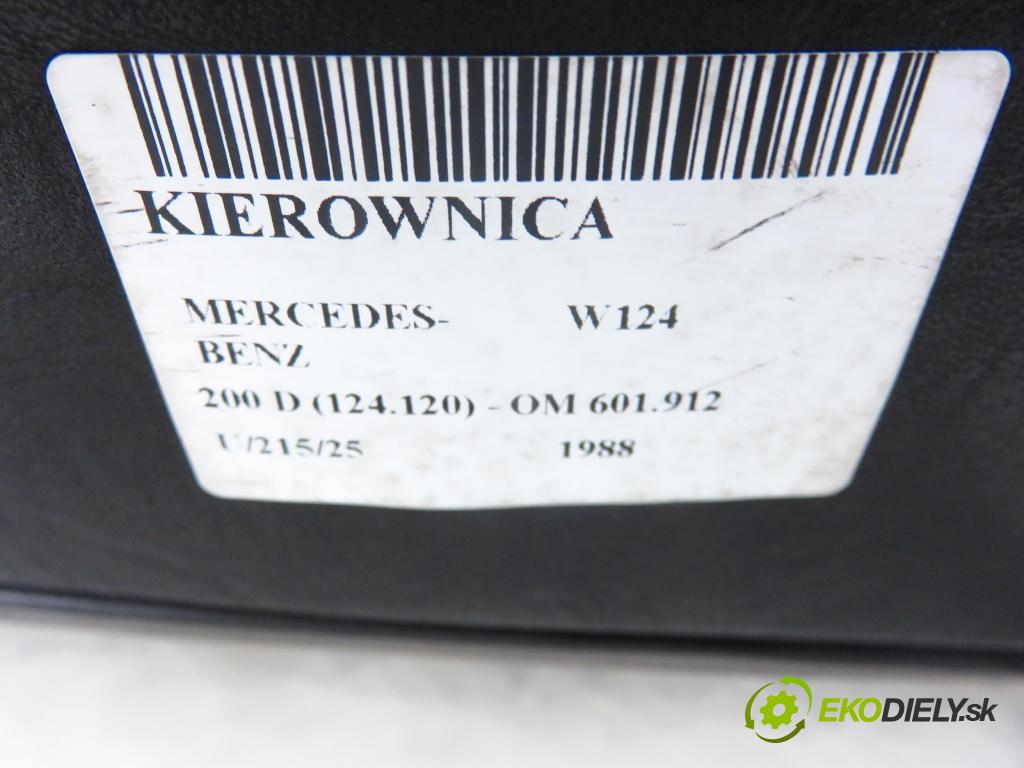 KIEROWNICA
MERCEDES- W124
BENZ
200 D (124.120) - OM 601.912
U/215/25 1988
EKODIELY.sk